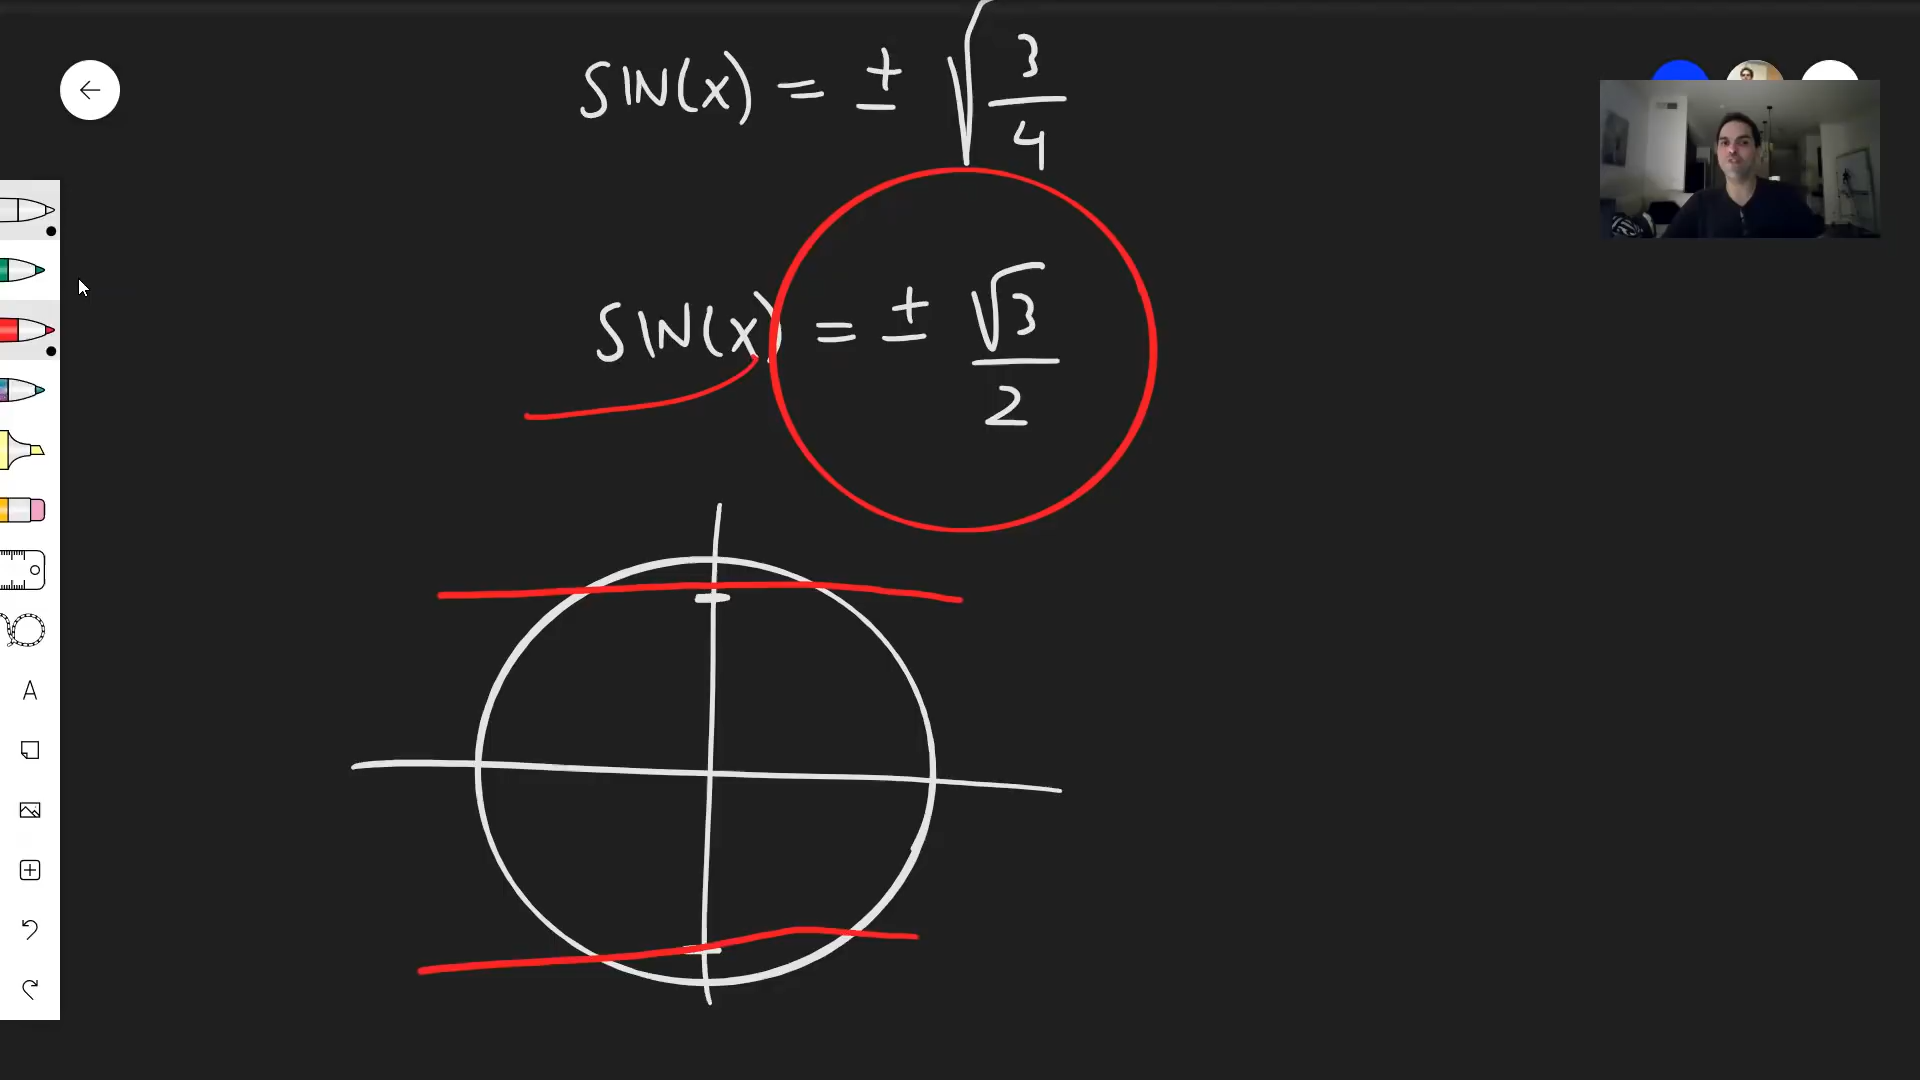 SIN(x) = ± √3/4
SIN(x) = ± √3/2
A